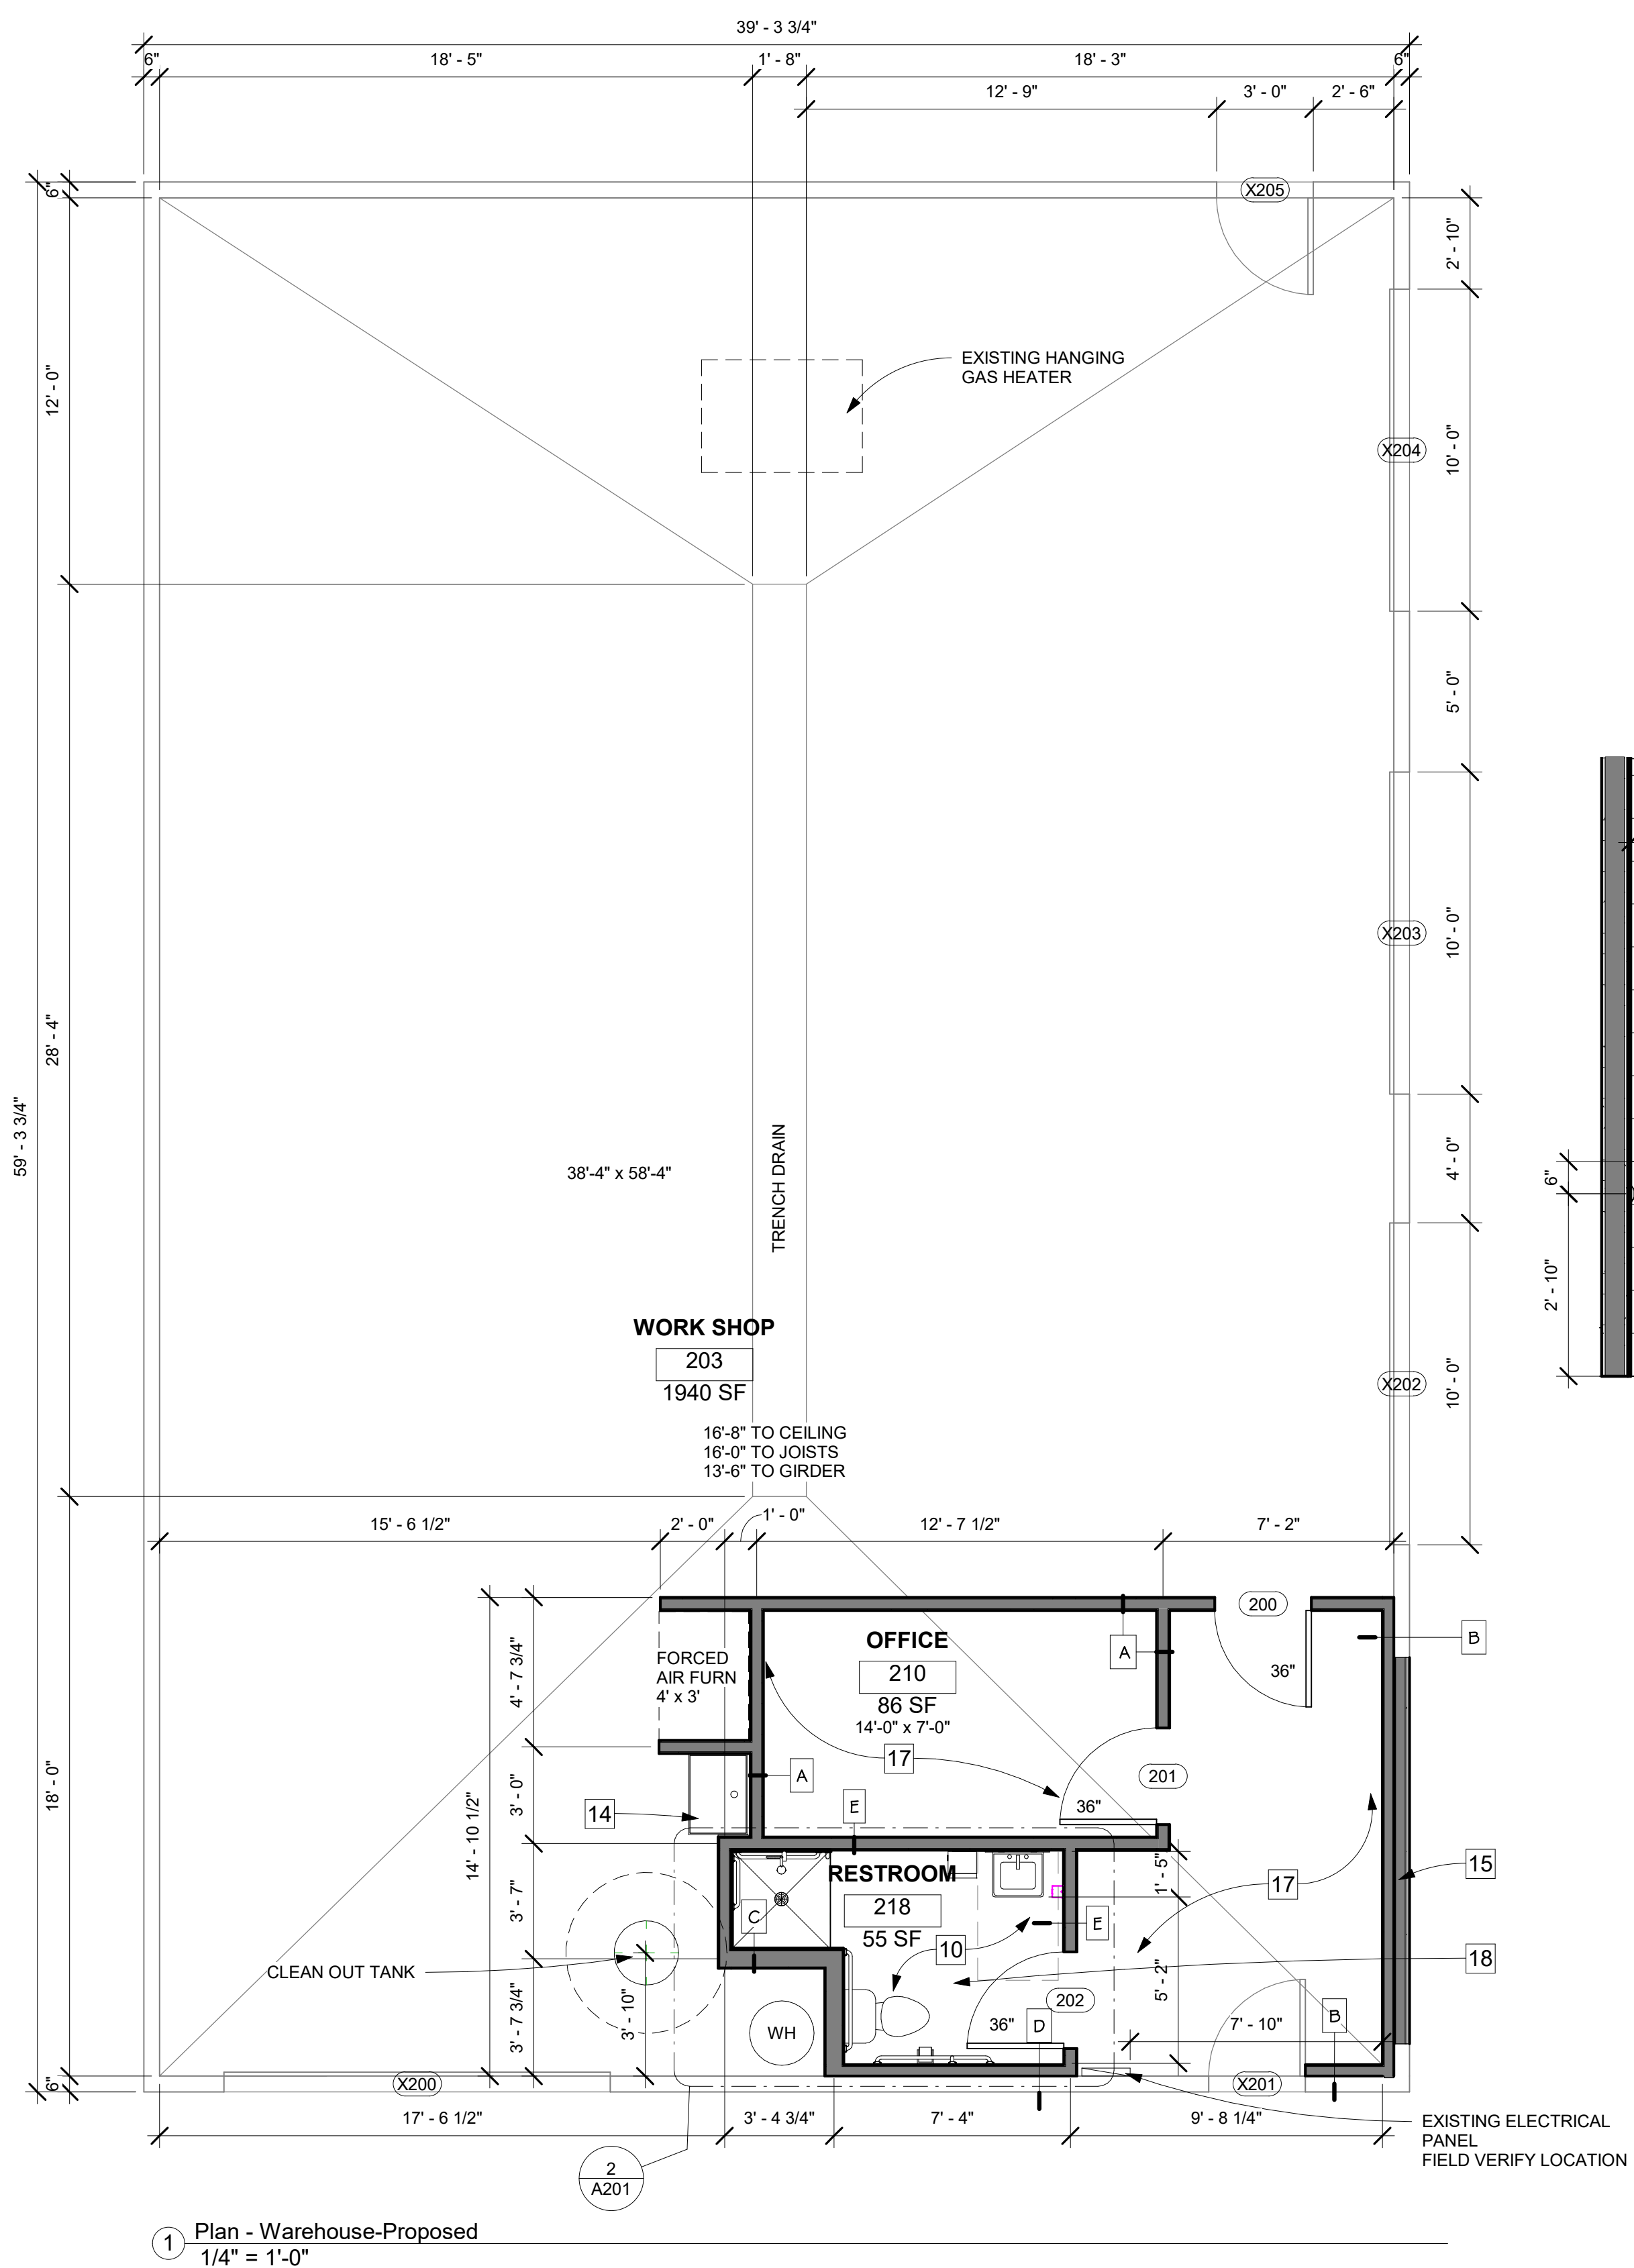 39' - 3 3/4"
6"
18' - 5"
1' - 8"
18' - 3"
6"
12' - 9"
3' - 0"
2' - 6"
6"
X205
2' - 10"
12' - 0"
EXISTING HANGING
GAS HEATER
10' - 0"
X204
5' - 0"
10' - 0"
X203
28' - 4"
59' - 3 3/4"
38'-4" x 58'-4"
TRENCH DRAIN
4' - 0"
6"
2' - 10"
WORK SHOP
203
1940 SF
10' - 0"
X202
16'-8" TO CEILING
16'-0" TO JOISTS
13'-6" TO GIRDER
15' - 6 1/2"
2' - 0"
1' - 0"
12' - 7 1/2"
7' - 2"
200
OFFICE
210
86 SF
14'-0" x 7'-0"
A
B
36"
FORCED
AIR FURN
4' x 3'
4' - 7 3/4"
17
201
A
E
36"
14
3' - 0"
18' - 0"
14' - 10 1/2"
RESTROOM
218
55 SF
1' - 5"
15
17
3' - 7"
C
E
10
18
CLEAN OUT TANK
3' - 7 3/4"
3' - 10"
5' - 2"
202
WH
36"
D
7' - 10"
B
6"
X200
X201
17' - 6 1/2"
3' - 4 3/4"
7' - 4"
9' - 8 1/4"
EXISTING ELECTRICAL
PANEL
FIELD VERIFY LOCATION
2
A201
1
Plan - Warehouse-Proposed
1/4" = 1'-0"